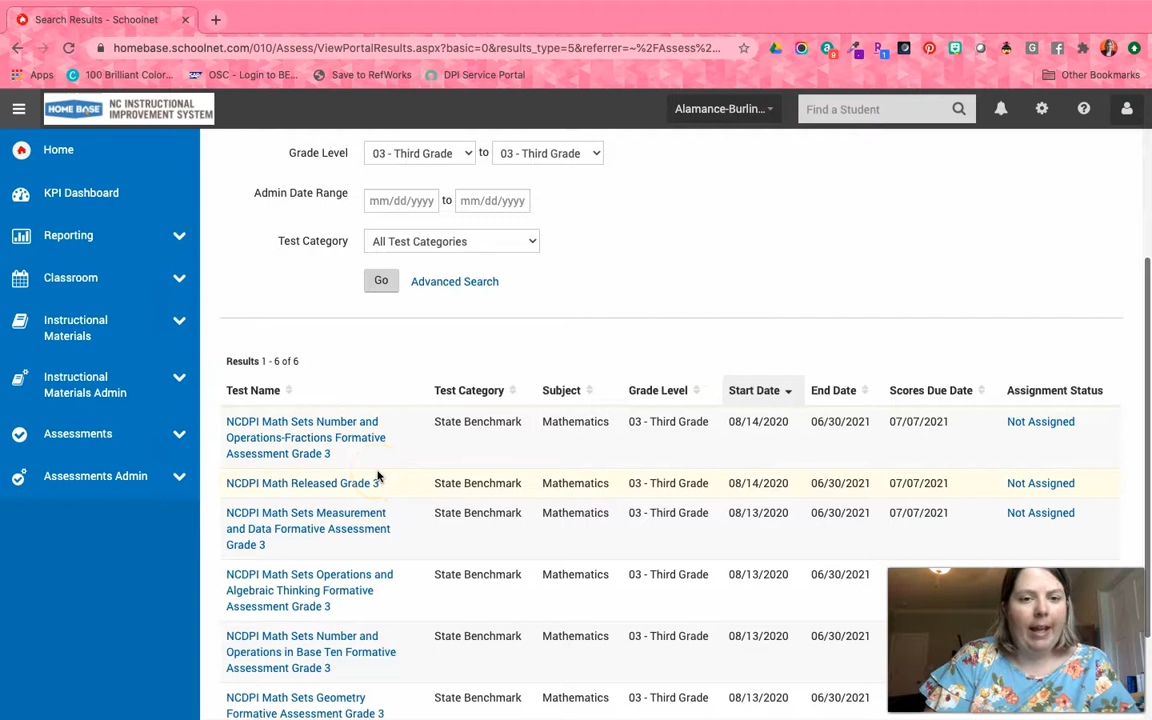 Search Results - Schoolnet
homebase.schoolnet.com/010/Assess/ViewPortalResults.aspx?basic=0&results_type=5&referrer=~%2FAssess%2...
Apps 100 Brilliant Color... OSC - Login to BE... Save to RefWorks DPI Service Portal Other Bookmarks
HOME BASE NC INSTRUCTIONAL
IMPROVEMENT SYSTEM
Alamance-Burlin...
Find a Student
Home
KPI Dashboard
Reporting
Classroom
Instructional
Materials
Instructional
Materials Admin
Assessments
Assessments Admin
Grade Level 03 - Third Grade to 03 - Third Grade
Admin Date Range mm/dd/yyyy to mm/dd/yyyy
Test Category All Test Categories
Go Advanced Search
Results 1 - 6 of 6
Test Name Test Category Subject Grade Level Start Date End Date Scores Due Date Assignment Status
NCDPI Math Sets Number and State Benchmark Mathematics 03 - Third Grade 08/14/2020 06/30/2021 07/07/2021 Not Assigned
Operations-Fractions Formative
Assessment Grade 3
NCDPI Math Released Grade 3 State Benchmark Mathematics 03 - Third Grade 08/14/2020 06/30/2021 07/07/2021 Not Assigned
NCDPI Math Sets Measurement State Benchmark Mathematics 03 - Third Grade 08/13/2020 06/30/2021 07/07/2021 Not Assigned
and Data Formative Assessment
Grade 3
NCDPI Math Sets Operations and State Benchmark Mathematics 03 - Third Grade 08/13/2020 06/30/2021
Algebraic Thinking Formative
Assessment Grade 3
NCDPI Math Sets Number and State Benchmark Mathematics 03 - Third Grade 08/13/2020 06/30/2021
Operations in Base Ten Formative
Assessment Grade 3
NCDPI Math Sets Geometry State Benchmark Mathematics 03 - Third Grade 08/13/2020 06/30/2021
Formative Assessment Grade 3